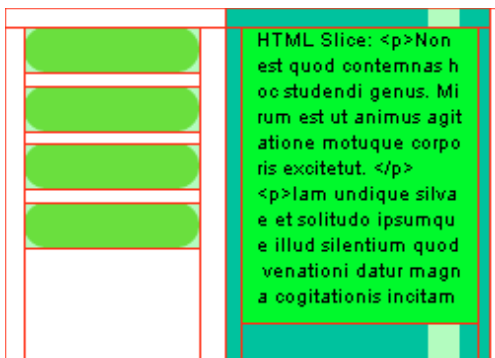 HTML Slice: <p>Non
est quod contemnas h
oc studendi genus. Mi
rum est ut animus agit
atione motuque corpo
ris excitetut. </p>
<p>Iam undique silva
e et solitudo ipsumqu
e illud silentium quod
venationi datur magn
a cogitationis incitam